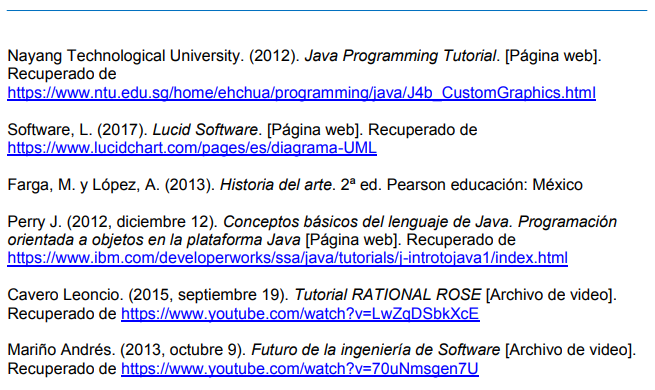 Nayang Technological University. (2012). Java Programming Tutorial. [Página web].
Recuperado de
https://www.ntu.edu.sg/home/ehchua/programming/java/J4b_CustomGraphics.html
Software, L. (2017). Lucid Software. [Página web]. Recuperado de
https://www.lucidchart.com/pages/es/diagrama-UML
Farga, M. y López, A. (2013). Historia del arte. 2ª ed. Pearson educación: México
Perry J. (2012, diciembre 12). Conceptos básicos del lenguaje de Java. Programación
orientada a objetos en la plataforma Java [Página web]. Recuperado de
https://www.ibm.com/developerworks/ssa/java/tutorials/j-introtojava1/index.html
Cavero Leoncio. (2015, septiembre 19). Tutorial RATIONAL ROSE [Archivo de video].
Recuperado de https://www.youtube.com/watch?v=LwZqDSbkXcE
Mariño Andrés. (2013, octubre 9). Futuro de la ingeniería de Software [Archivo de video].
Recuperado de https://www.youtube.com/watch?v=70uNmsgen7U